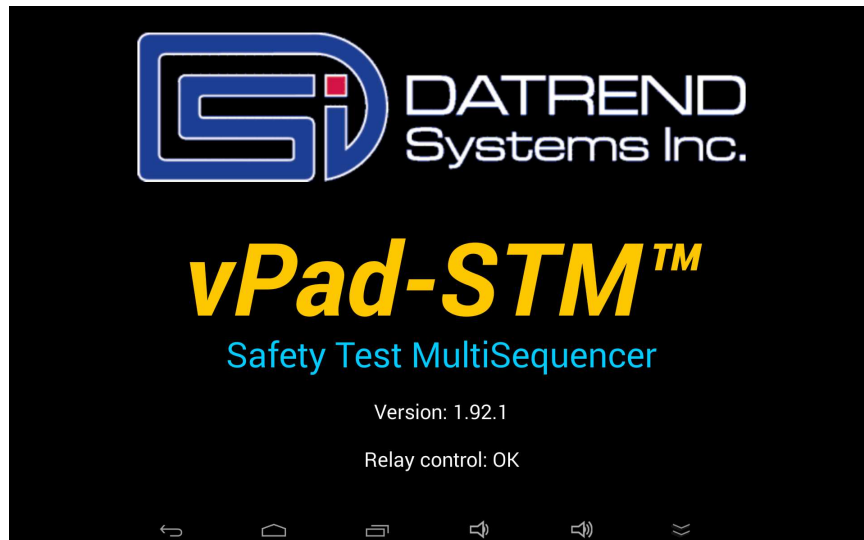 DATREND
Systems Inc.
vPad-STM™
Safety Test MultiSequencer
Version: 1.92.1
Relay control: OK